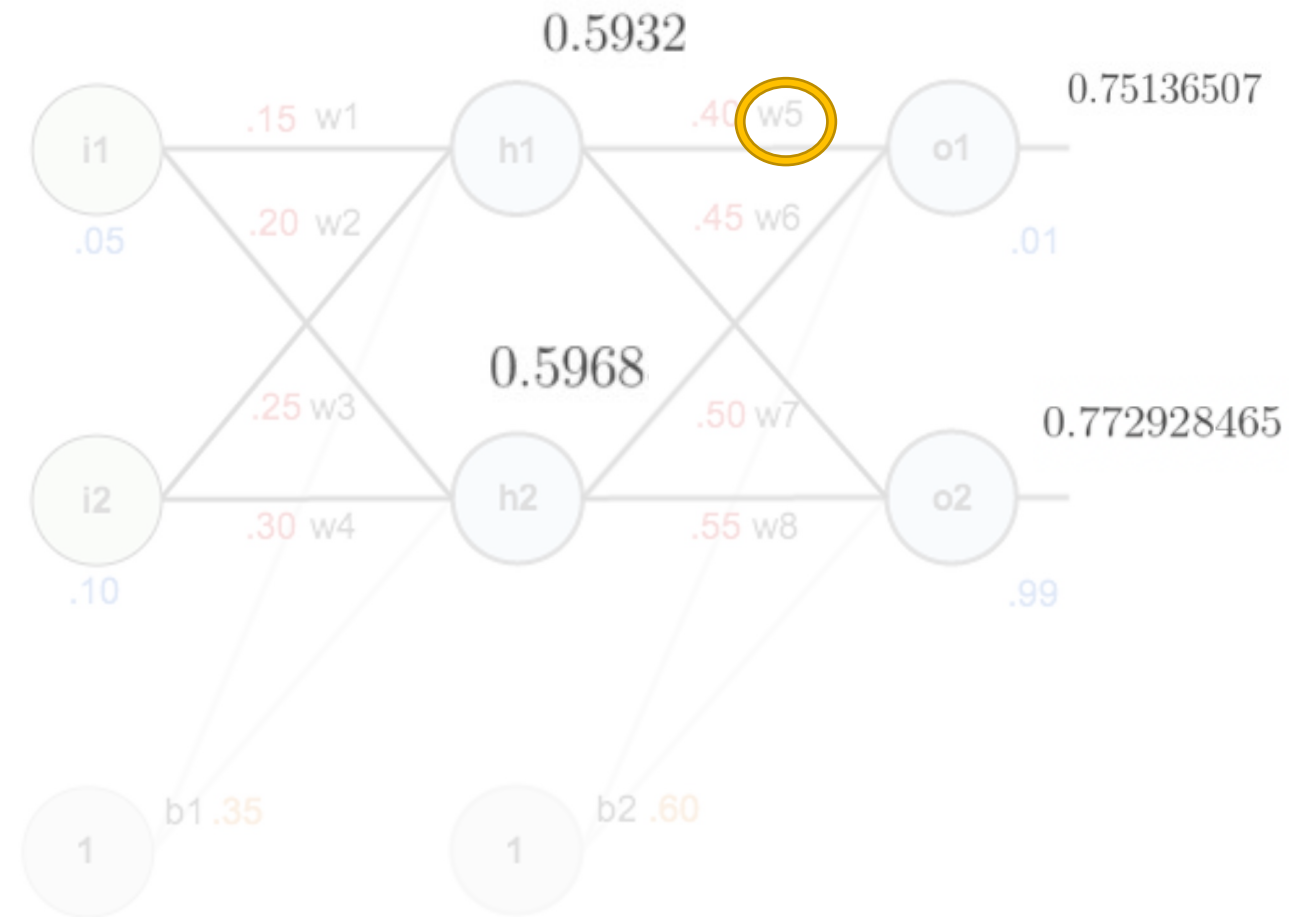 0.5932
0.75136507
.15 w1
.40 w5
i1
h1
o1
.20 w2
.45 w6
.05
.01
0.5968
.25 w3
.50 w7
0.772928465
i2
h2
o2
.30 w4
.55 w8
.10
.99
b1 .35
b2 .60
1
1